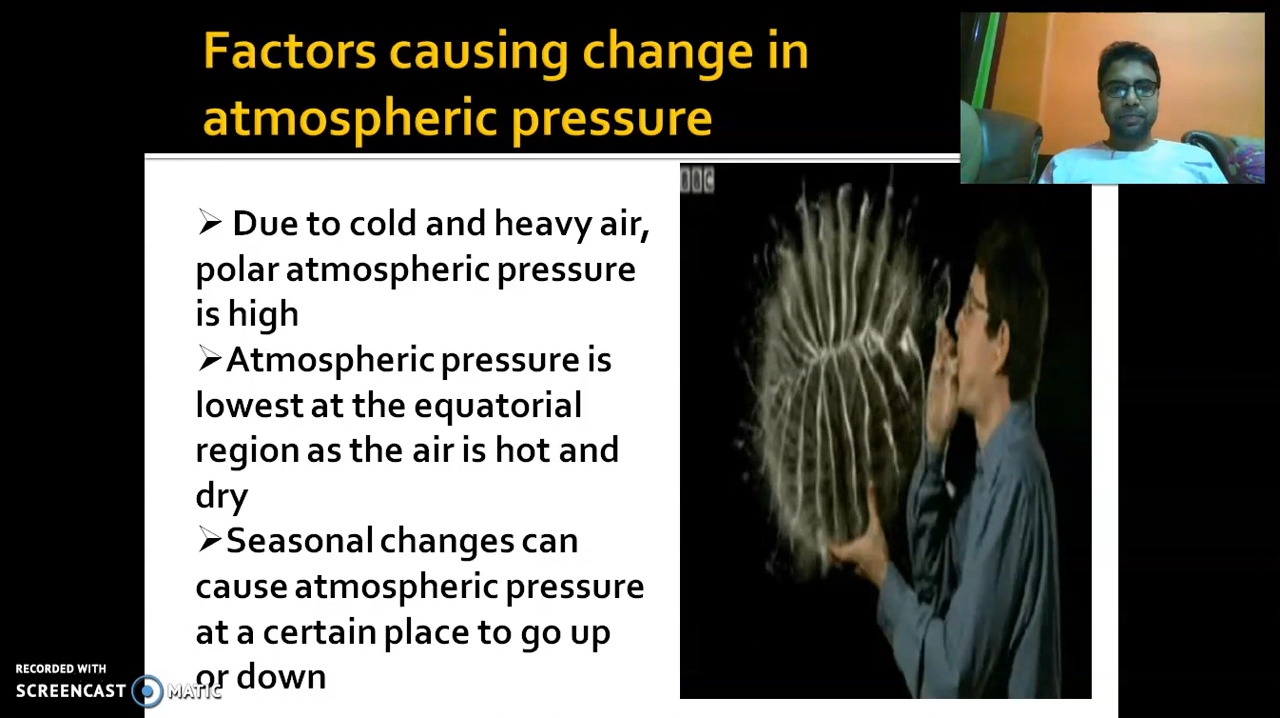 Factors causing change in
atmospheric pressure
BBC
➢ Due to cold and heavy air,
polar atmospheric pressure
is high
➢Atmospheric pressure is
lowest at the equatorial
region as the air is hot and
dry
➢Seasonal changes can
cause atmospheric pressure
at a certain place to go up
or down
RECORDED WITH
SCREENCAST MATIC